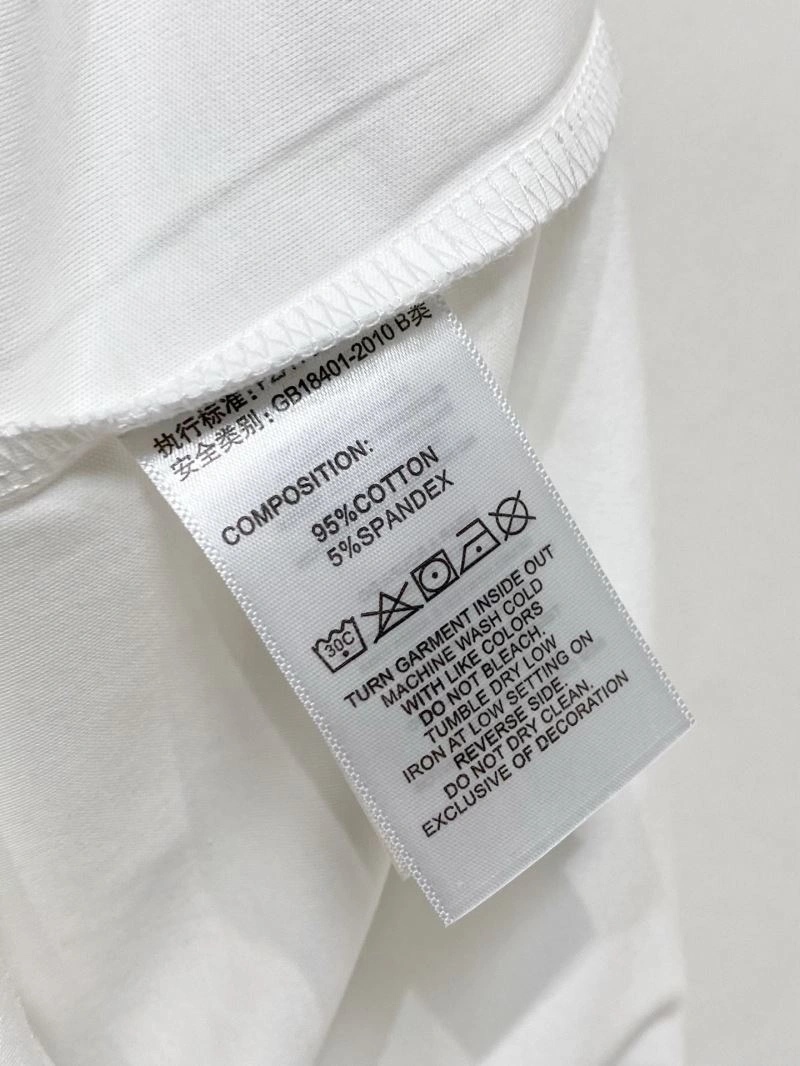 执行标准:
安全类别: GB18401-2010 B类
COMPOSITION:
95%COTTON
5%SPANDEX
30C
TURN GARMENT INSIDE OUT
MACHINE WASH COLD
WITH LIKE COLORS
DO NOT BLEACH.
TUMBLE DRY LOW
IRON AT LOW SETTING ON
REVERSE SIDE.
DO NOT DRY CLEAN.
EXCLUSIVE OF DECORATION